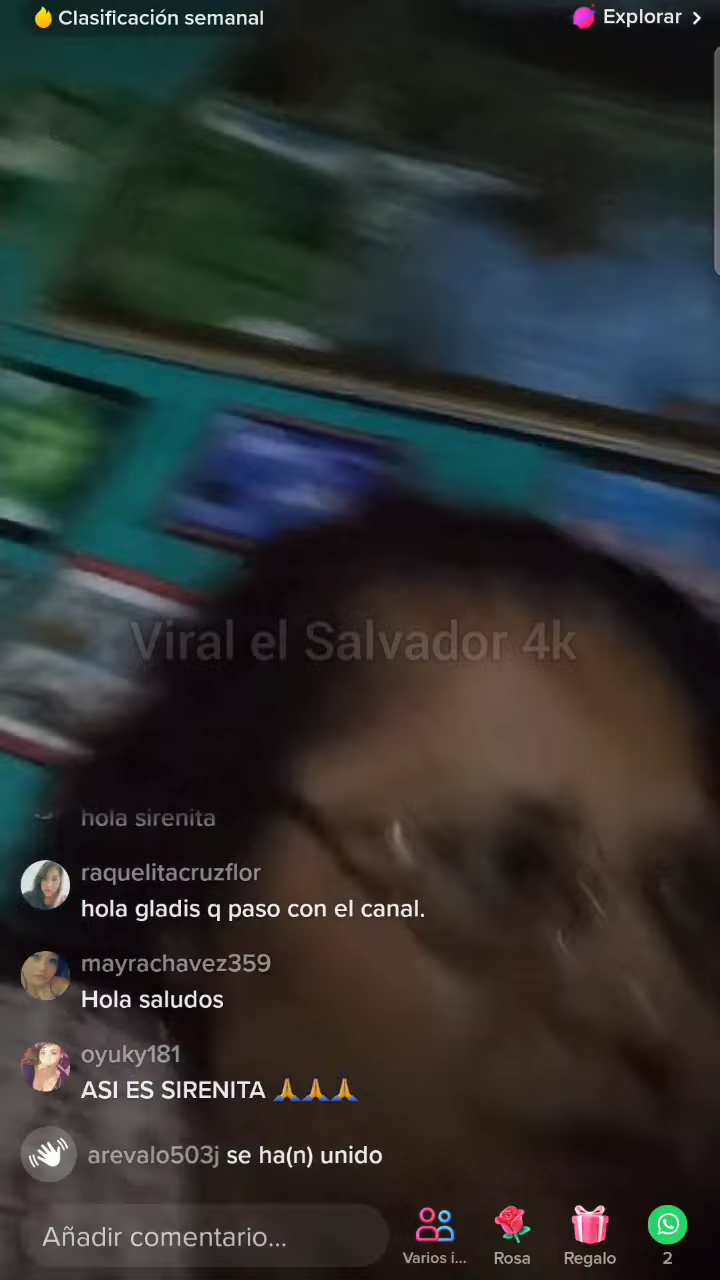 Clasificación semanal
Explorar
Viral el Salvador 4k
hola sirenita
raquelitacruzflor
hola gladis q paso con el canal.
mayrachavez359
Hola saludos
oyuky181
ASI ES SIRENITA 🙏🙏🙏
arevalo503j se ha(n) unido
Añadir comentario...
Varios i...
Rosa
Regalo
2